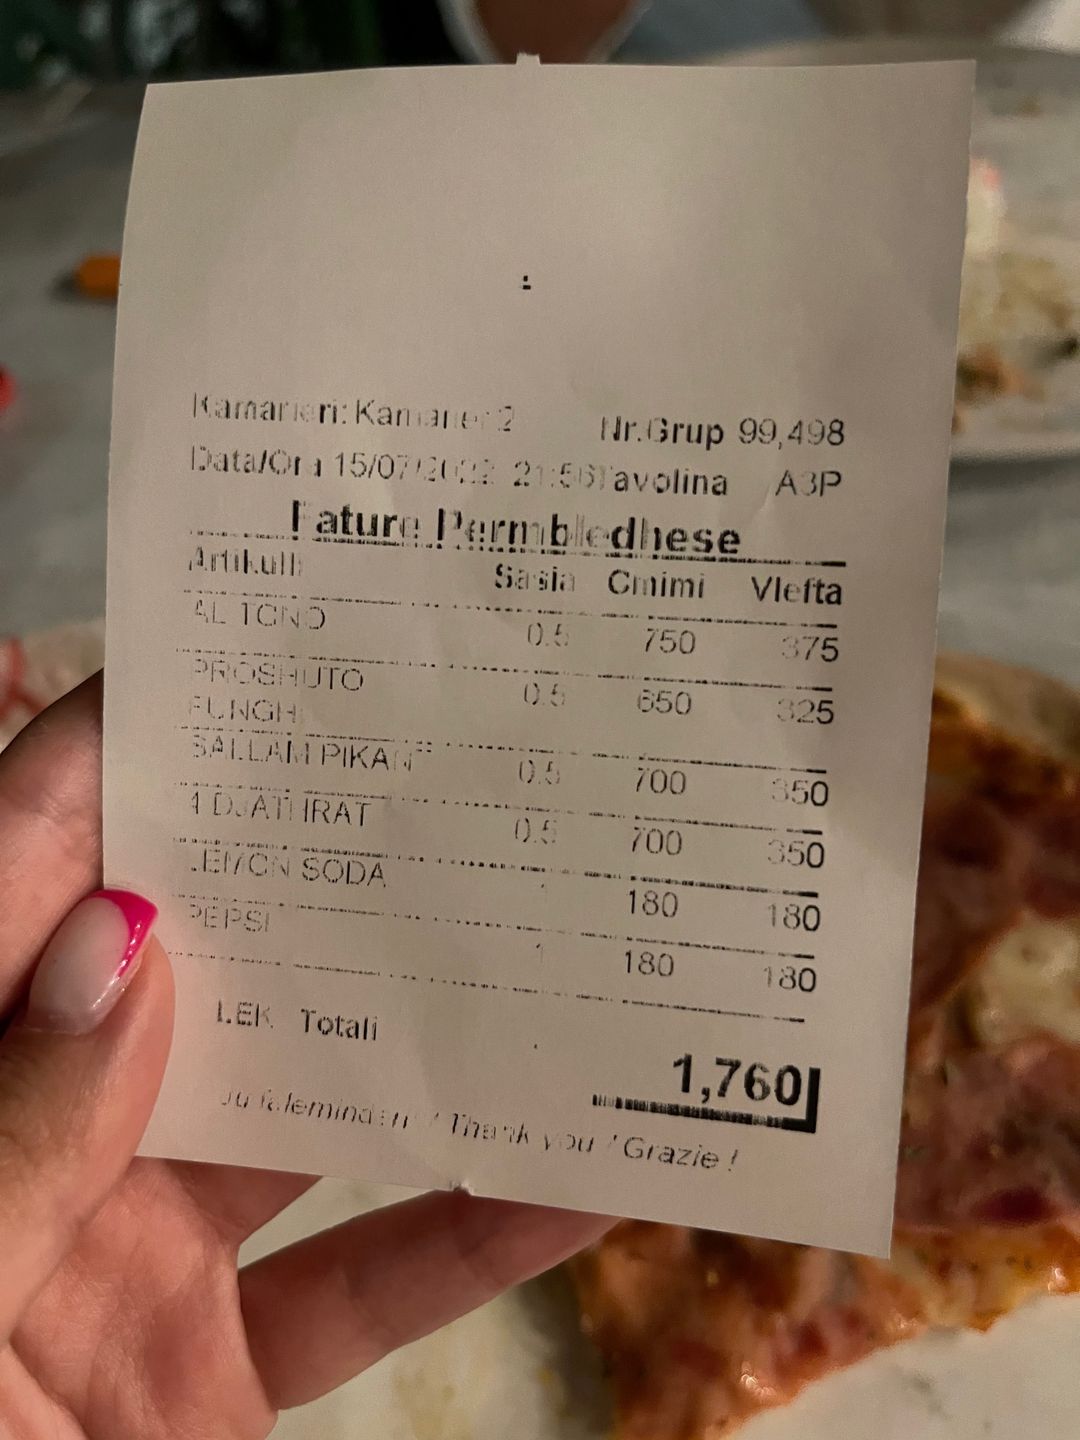 Kamarieri: Kamarier 2 Nr.Grup 99,498
Data/Ora 15/07/2022 21:56 Tavolina A3P
Fature Permbledhese
Artikulli Sasia Cmimi Vlefta
AL TONO 0.5 750 375
PROSHUTO 0.5 650 325
FUNGHI
SALLAM PIKANT 0.5 700 350
4 DJATHRAT 0.5 700 350
LEMON SODA 1 180 180
PEPSI 1 180 180
LEK Totali
1,760
Ju faleminderit / Thank you / Grazie !